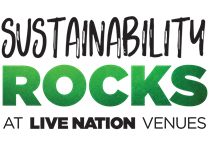 SUSTAINABILITY
ROCKS
AT LIVE NATION VENUES